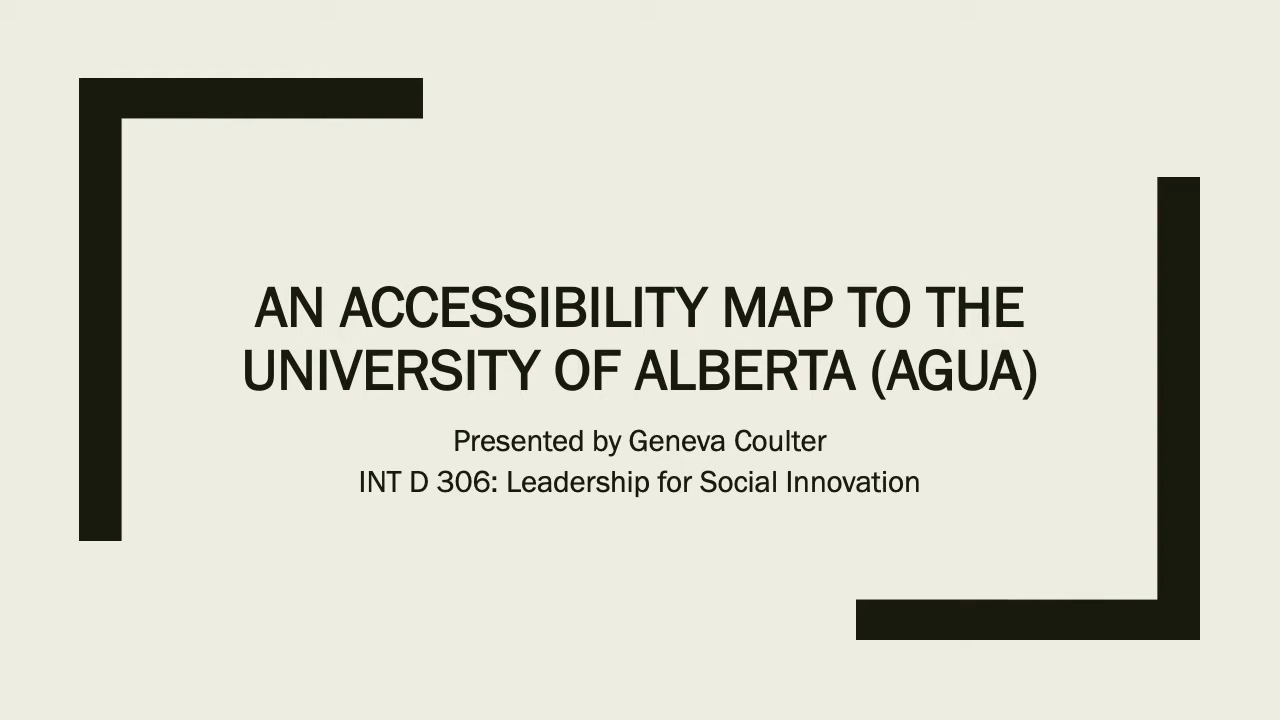 AN ACCESSIBILITY MAP TO THE
UNIVERSITY OF ALBERTA (AGUA)
Presented by Geneva Coulter
INT D 306: Leadership for Social Innovation